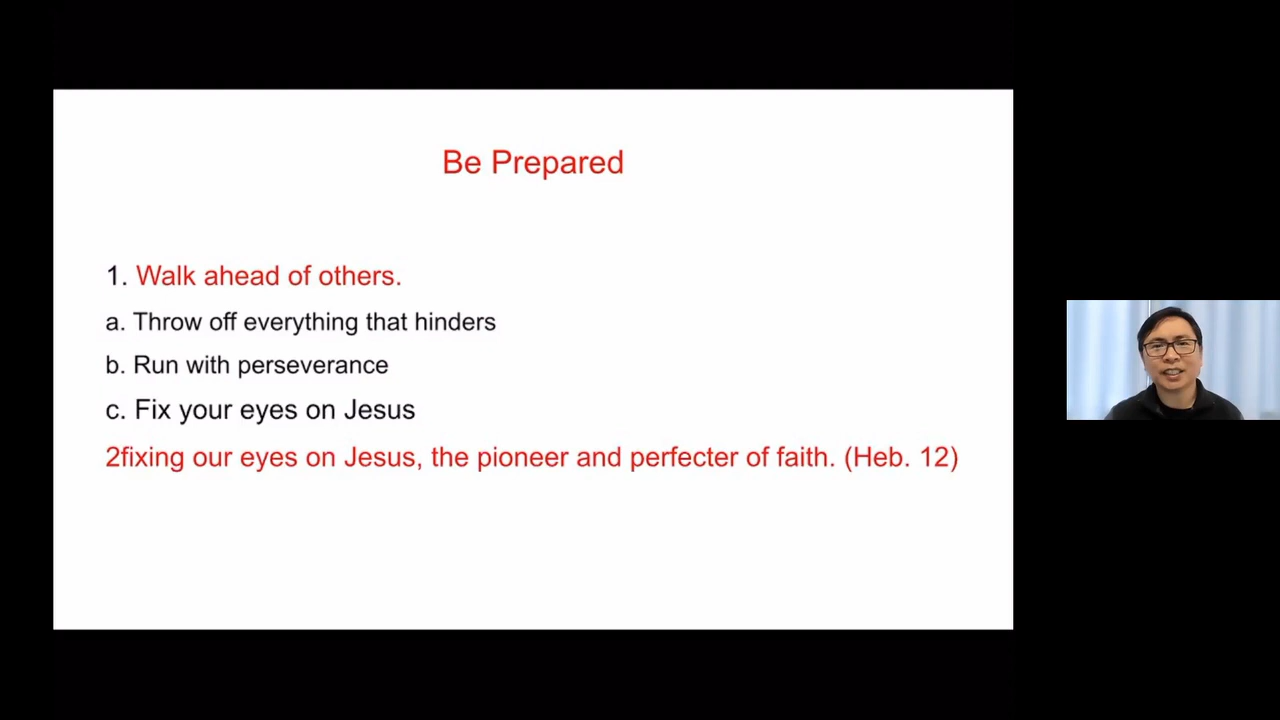 Be Prepared
1. Walk ahead of others.
a. Throw off everything that hinders
b. Run with perseverance
c. Fix your eyes on Jesus
2fixing our eyes on Jesus, the pioneer and perfecter of faith. (Heb. 12)